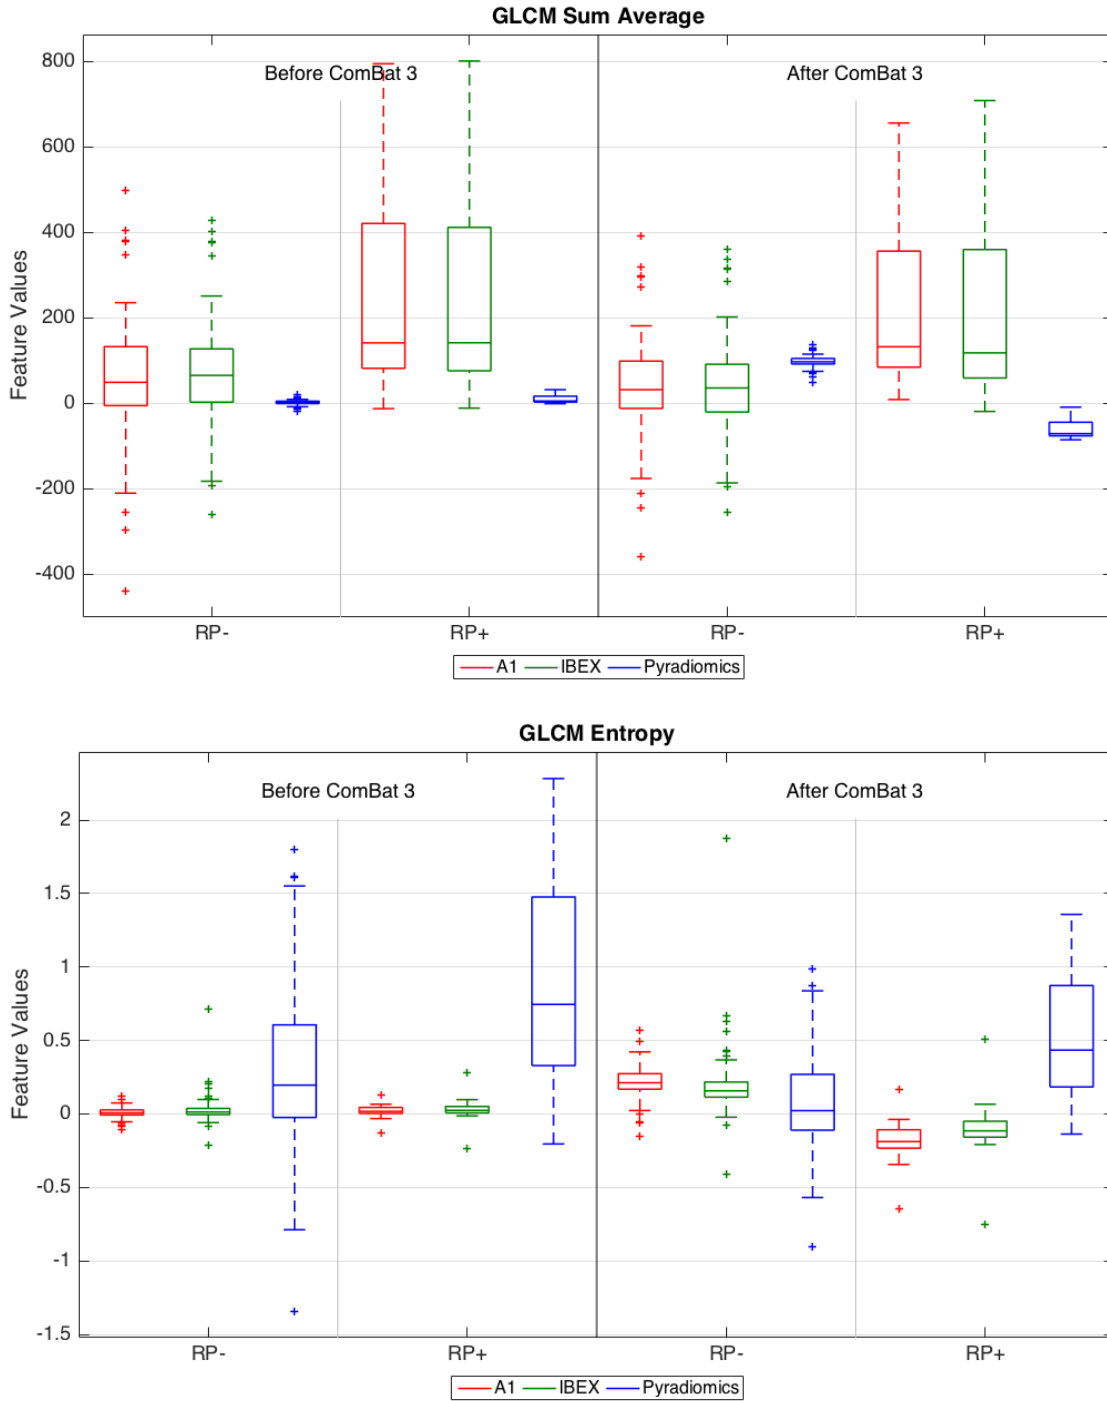 GLCM Sum Average
Before ComBat 3
After ComBat 3
800
600
400
200
0
-200
-400
Feature Values
RP-
RP+
RP-
RP+
A1
IBEX
Pyradiomics
GLCM Entropy
Before ComBat 3
After ComBat 3
2
1.5
1
0.5
0
-0.5
-1
-1.5
Feature Values
RP-
RP+
RP-
RP+
A1
IBEX
Pyradiomics